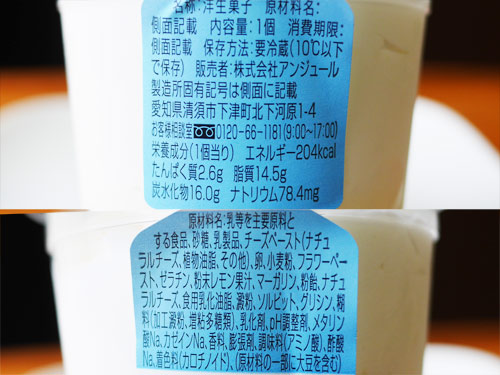 名称:洋生菓子 原材料名:
側面記載 内容量:1個 消費期限:
側面記載 保存方法:要冷蔵(10℃以下
で保存) 販売者:株式会社アンジュール
製造所固有記号は側面に記載
愛知県清須市下津町北下河原1-4
お客様相談室 0120-66-1181(9:00~17:00)
栄養成分(1個当り) エネルギー204kcal
たんぱく質2.6g 脂質14.5g
炭水化物16.0g ナトリウム78.4mg
原材料名:乳等を主要原料と
する食品、砂糖、乳製品、チーズペースト(ナチュ
ラルチーズ、植物油脂、その他)、卵、小麦粉、フラワーペー
スト、ゼラチン、粉末レモン果汁、マーガリン、粉飴、ナチュ
ラルチーズ、食用乳化油脂、澱粉、ソルビット、グリシン、糊
料(加工澱粉、増粘多糖類)、乳化剤、pH調整剤、メタリン
酸Na、カゼインNa、香料、膨張剤、調味料(アミノ酸)、酢酸
Na、着色料(カロチノイド)、(原材料の一部に大豆を含む)